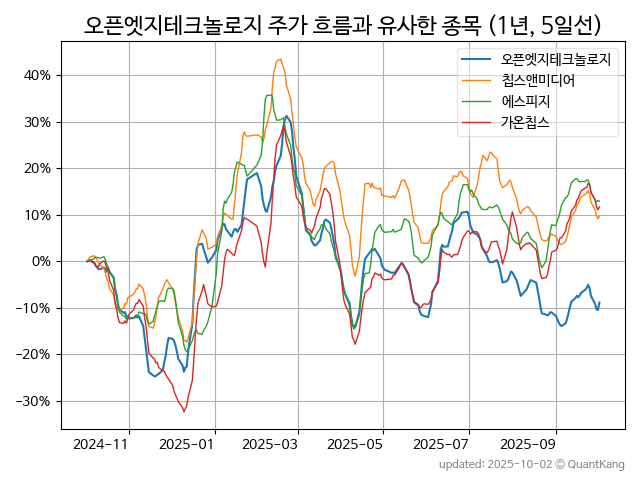 오픈엣지테크놀로지 주가 흐름과 유사한 종목 (1년, 5일선)
오픈엣지테크놀로지
칩스앤미디어
에스피지
가온칩스
40%
30%
20%
10%
0%
−10%
−20%
−30%
2024-11 2025-01 2025-03 2025-05 2025-07 2025-09
updated: 2025-10-02 © QuantKang